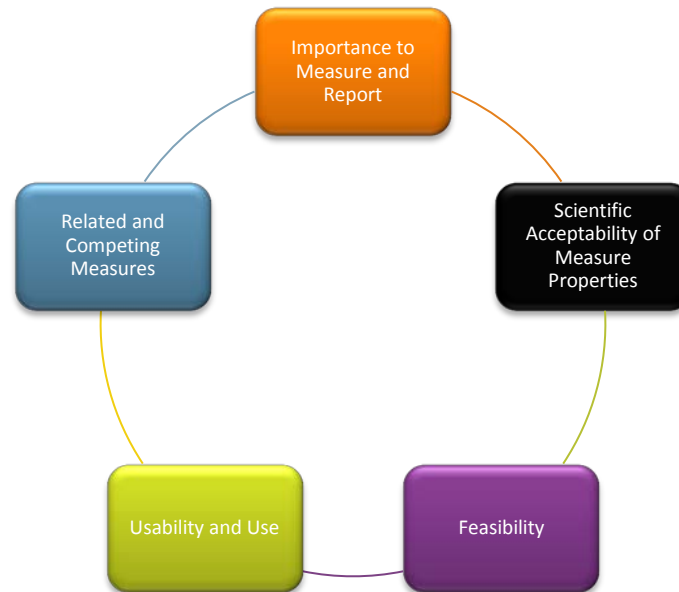 Importance to
Measure and
Report
Scientific
Acceptability of
Measure
Properties
Feasibility
Usability and Use
Related and
Competing
Measures